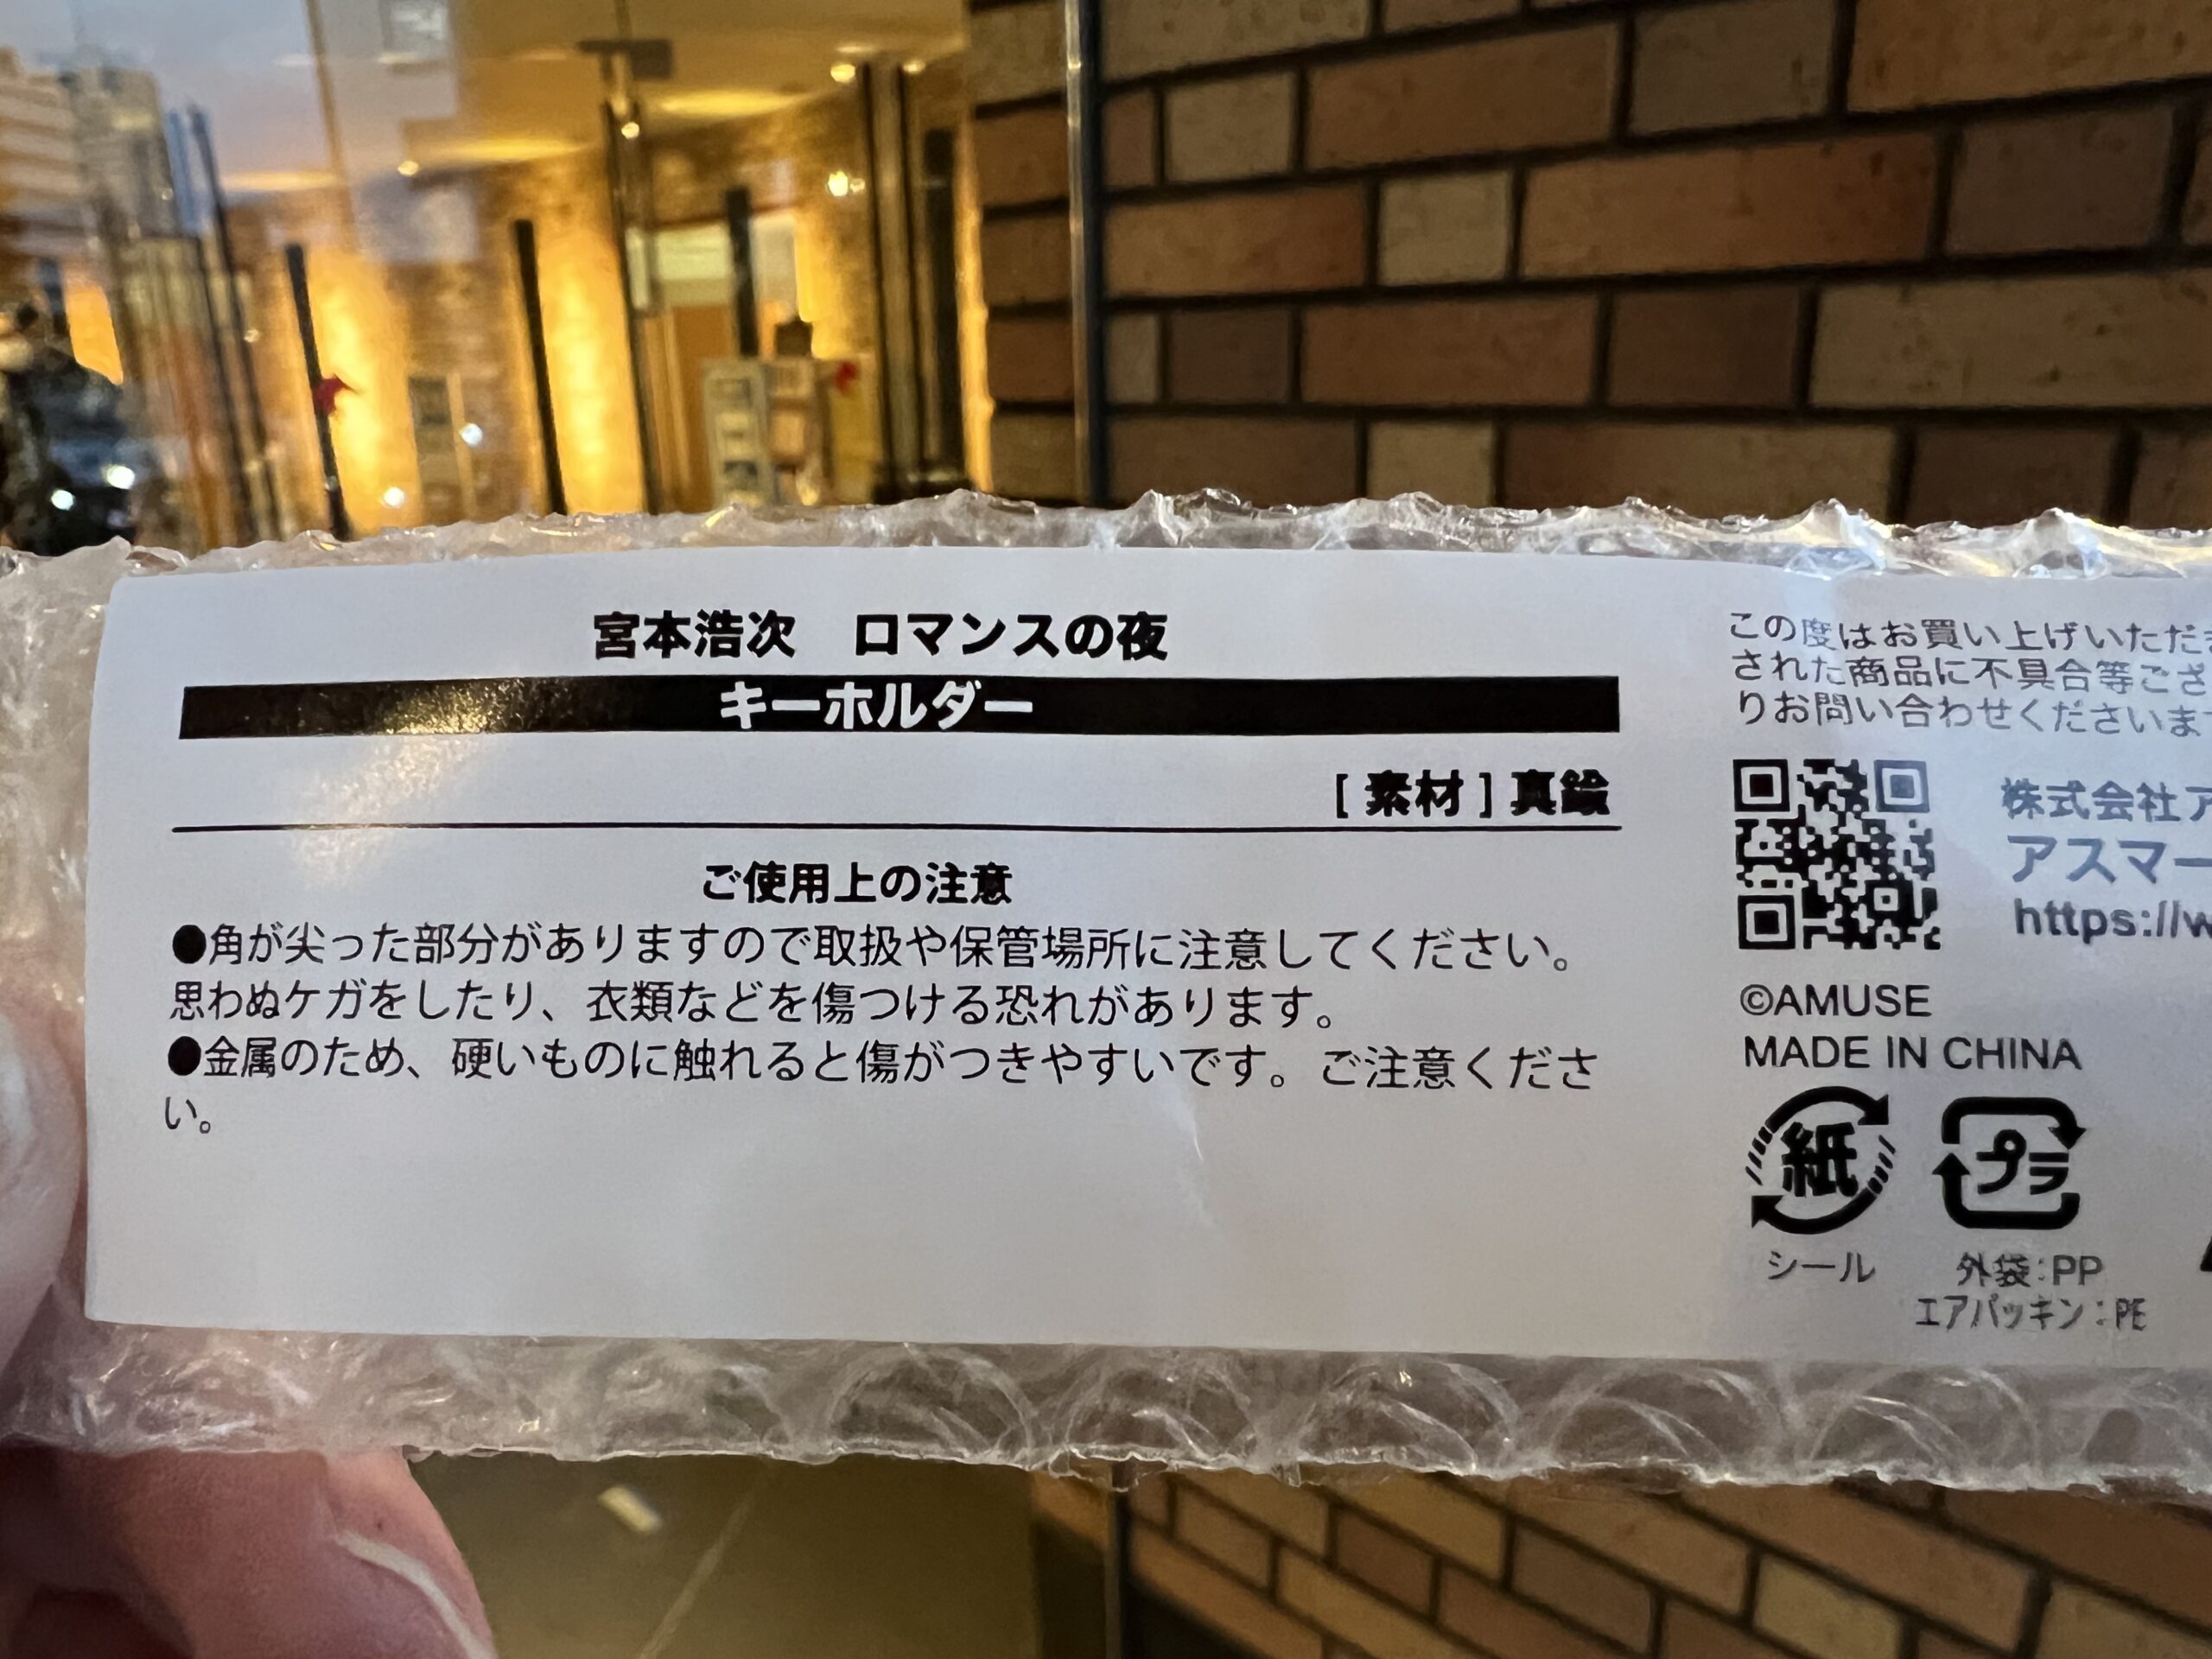 宮本浩次　ロマンスの夜
キーホルダー
[ 素材 ] 真鍮
ご使用上の注意
●角が尖った部分がありますので取扱や保管場所に注意してください。
思わぬケガをしたり、衣類などを傷つける恐れがあります。
●金属のため、硬いものに触れると傷がつきやすいです。ご注意くださ
い。
この度はお買い上げいただ
された商品に不具合等ござ
りお問い合わせくださいま
株式会社ア
アスマー
https://w
©AMUSE
MADE IN CHINA
紙
プラ
シール
外袋:PP
エアパッキン:PE